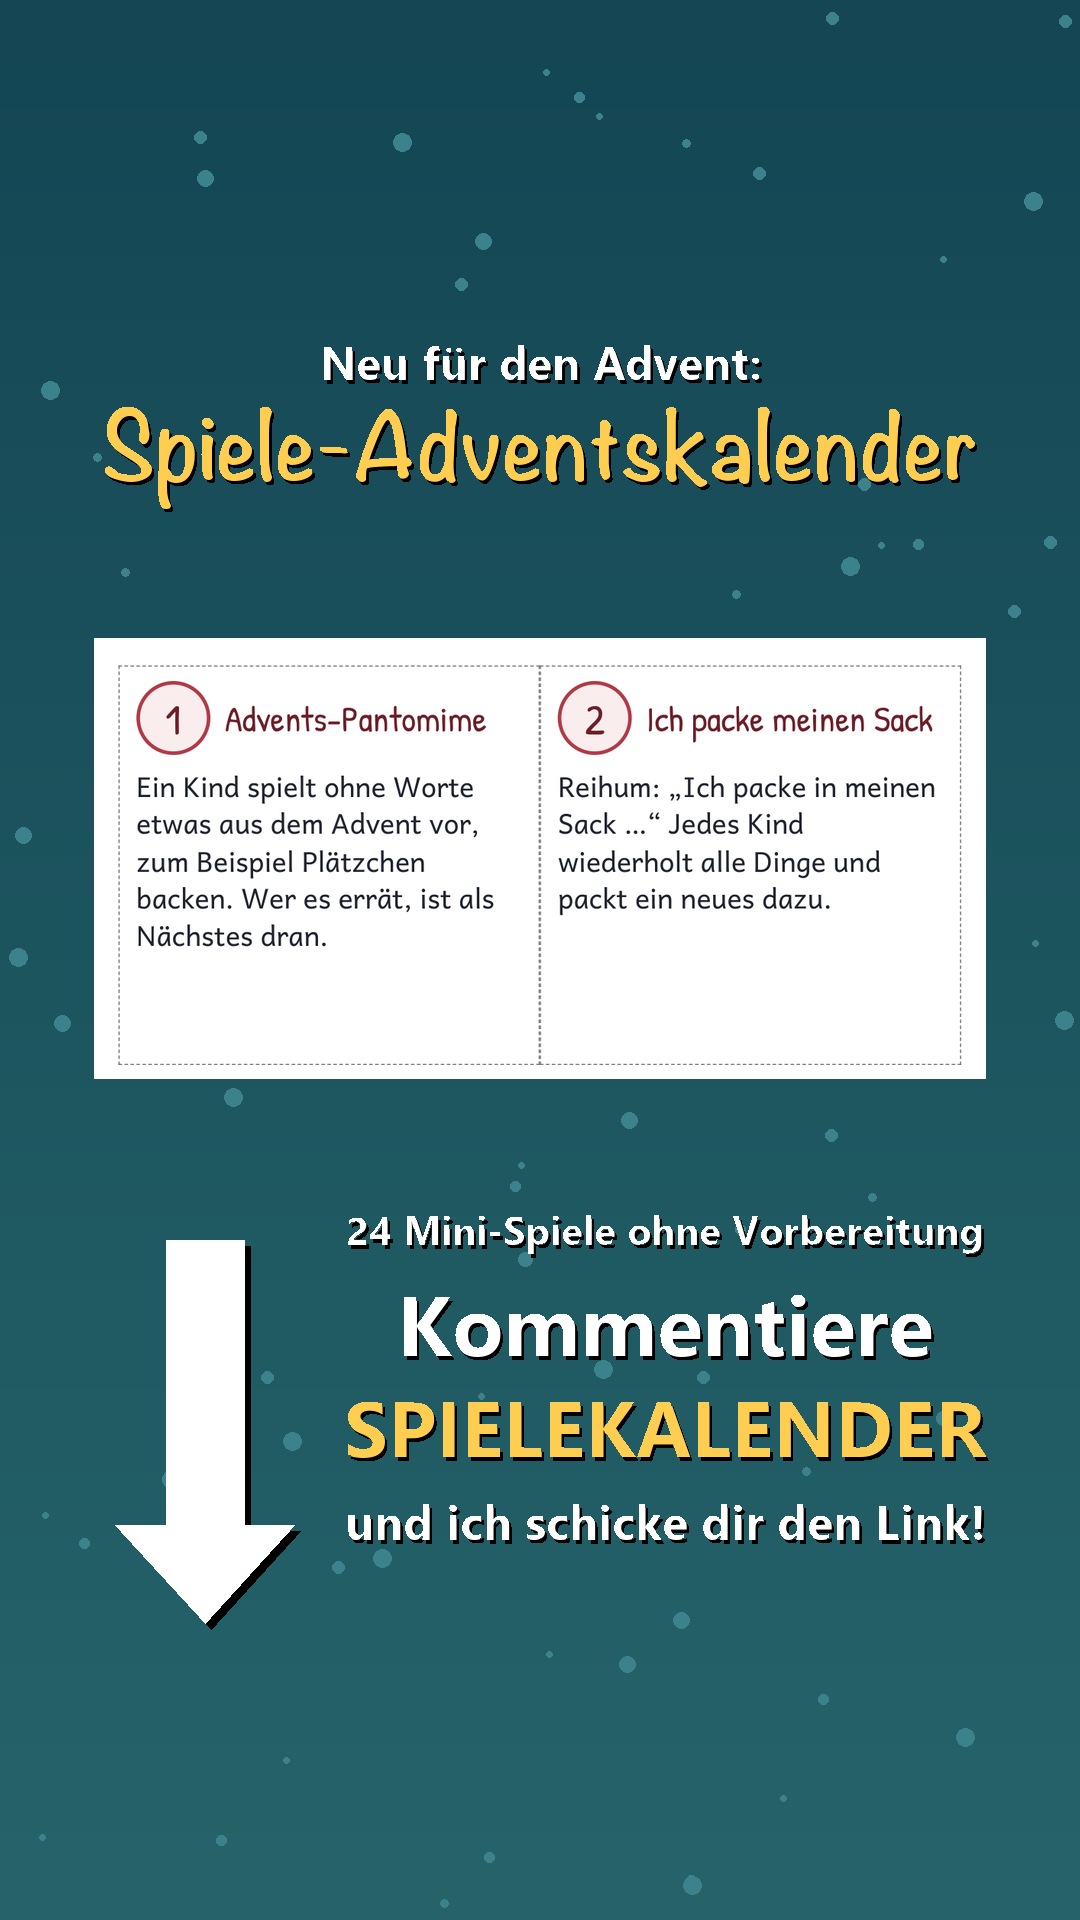 Neu für den Advent:
Spiele-Adventskalender
1 Advents-Pantomime
Ein Kind spielt ohne Worte
etwas aus dem Advent vor,
zum Beispiel Plätzchen
backen. Wer es errät, ist als
Nächstes dran.
2 Ich packe meinen Sack
Reihum: „Ich packe in meinen
Sack ...“ Jedes Kind
wiederholt alle Dinge und
packt ein neues dazu.
24 Mini-Spiele ohne Vorbereitung
Kommentiere
SPIELEKALENDER
und ich schicke dir den Link!